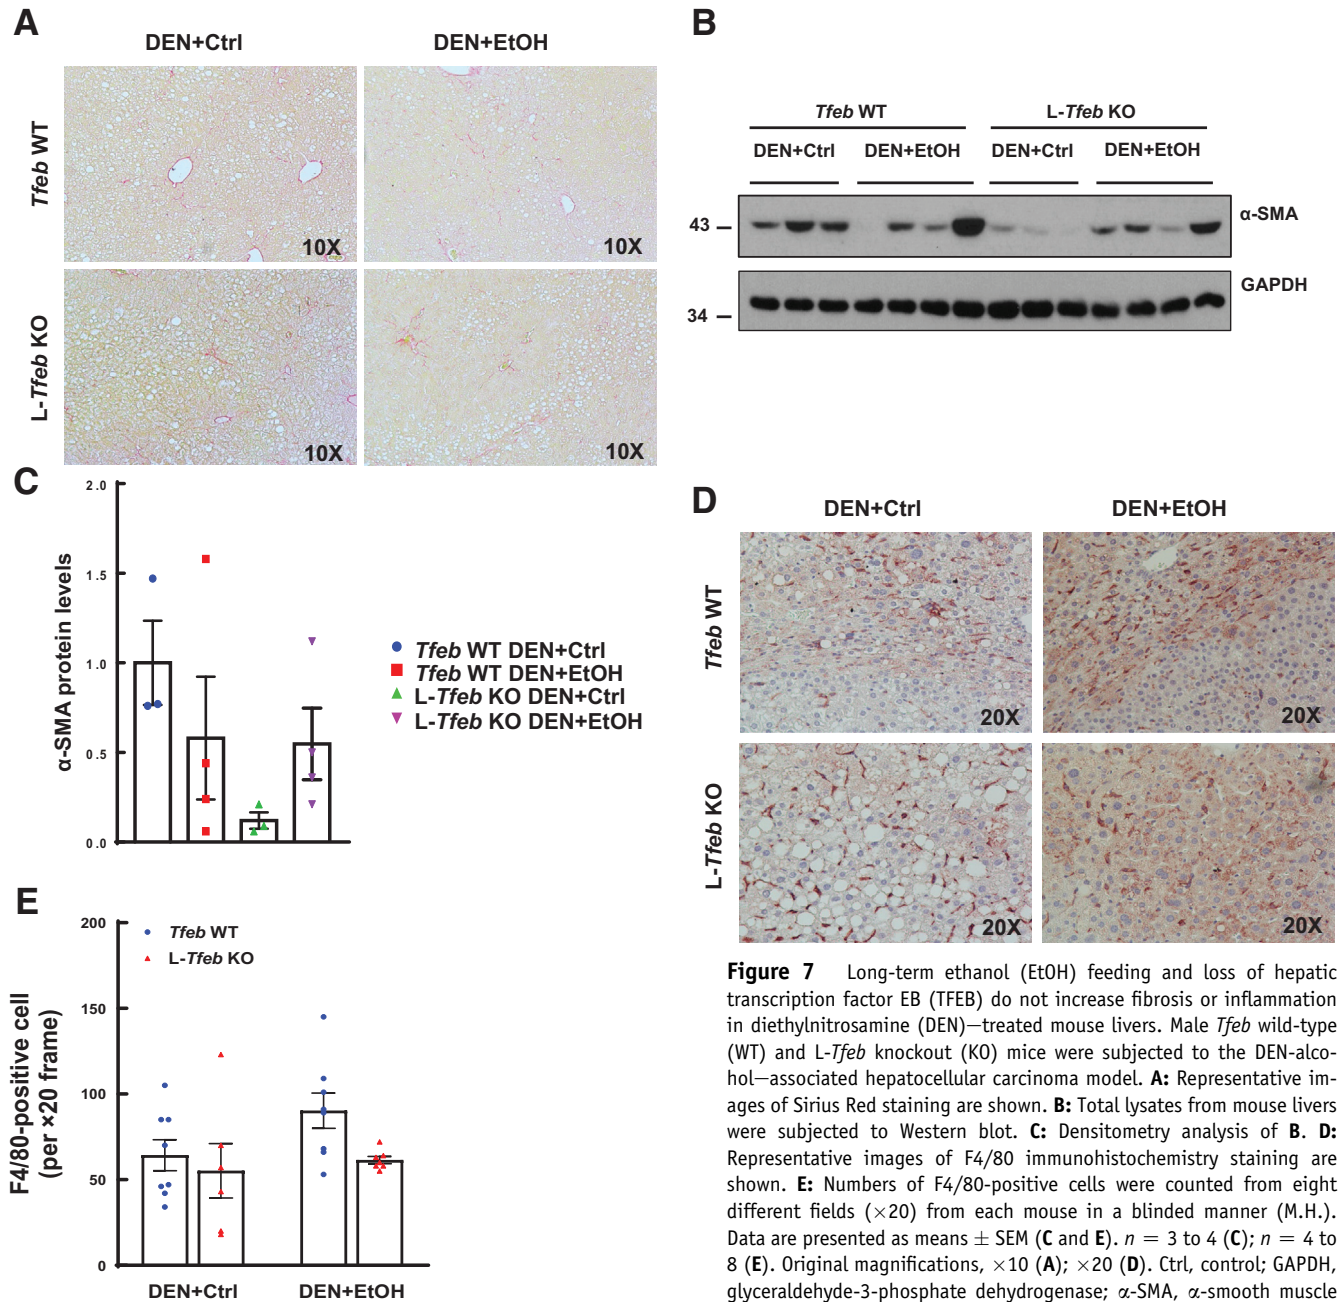 A
DEN+Ctrl
DEN+EtOH
Tfeb WT
10X
10X
L-Tfeb KO
10X
10X
B
Tfeb WT
L-Tfeb KO
DEN+Ctrl
DEN+EtOH
DEN+Ctrl
DEN+EtOH
43
α-SMA
34
GAPDH
C
α-SMA protein levels
2.0
1.5
1.0
0.5
0.0
Tfeb WT DEN+Ctrl
Tfeb WT DEN+EtOH
L-Tfeb KO DEN+Ctrl
L-Tfeb KO DEN+EtOH
D
DEN+Ctrl
DEN+EtOH
Tfeb WT
20X
20X
L-Tfeb KO
20X
20X
E
F4/80-positive cell
(per ×20 frame)
200
150
100
50
0
Tfeb WT
L-Tfeb KO
DEN+Ctrl
DEN+EtOH
Figure 7 Long-term ethanol (EtOH) feeding and loss of hepatic
transcription factor EB (TFEB) do not increase fibrosis or inflammation
in diethylnitrosamine (DEN)–treated mouse livers. Male Tfeb wild-type
(WT) and L-Tfeb knockout (KO) mice were subjected to the DEN-alco-
hol–associated hepatocellular carcinoma model. A: Representative im-
ages of Sirius Red staining are shown. B: Total lysates from mouse livers
were subjected to Western blot. C: Densitometry analysis of B. D:
Representative images of F4/80 immunohistochemistry staining are
shown. E: Numbers of F4/80-positive cells were counted from eight
different fields (×20) from each mouse in a blinded manner (M.H.).
Data are presented as means ± SEM (C and E). n = 3 to 4 (C); n = 4 to
8 (E). Original magnifications, ×10 (A); ×20 (D). Ctrl, control; GAPDH,
glyceraldehyde-3-phosphate dehydrogenase; α-SMA, α-smooth muscle